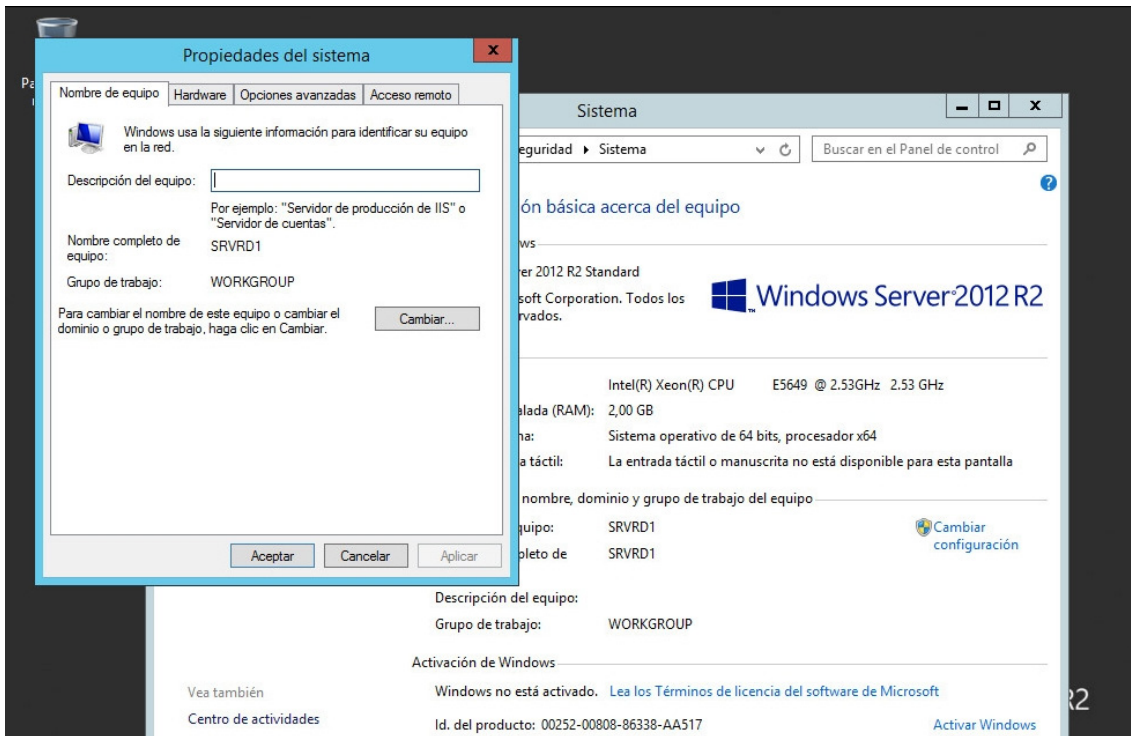 Propiedades del sistema
Nombre de equipo
Hardware
Opciones avanzadas
Acceso remoto
Windows usa la siguiente información para identificar su equipo
en la red.
Descripción del equipo:
Por ejemplo: "Servidor de producción de IIS" o
"Servidor de cuentas".
Nombre completo de
equipo:
SRVRD1
Grupo de trabajo:
WORKGROUP
Para cambiar el nombre de este equipo o cambiar el
dominio o grupo de trabajo, haga clic en Cambiar.
Cambiar...
Aceptar
Cancelar
Aplicar
Sistema
eguridad
Sistema
Buscar en el Panel de control
ón básica acerca del equipo
ws
er 2012 R2 Standard
soft Corporation. Todos los
rvados.
Windows Server 2012 R2
Intel(R) Xeon(R) CPU E5649 @ 2.53GHz 2.53 GHz
alada (RAM): 2,00 GB
na: Sistema operativo de 64 bits, procesador x64
a táctil: La entrada táctil o manuscrita no está disponible para esta pantalla
nombre, dominio y grupo de trabajo del equipo
quipo: SRVRD1
Cambiar
configuración
pleto de SRVRD1
Descripción del equipo:
Grupo de trabajo: WORKGROUP
Activación de Windows
Windows no está activado. Lea los Términos de licencia del software de Microsoft
Id. del producto: 00252-00808-86338-AA517
Activar Windows
Vea también
Centro de actividades
R2